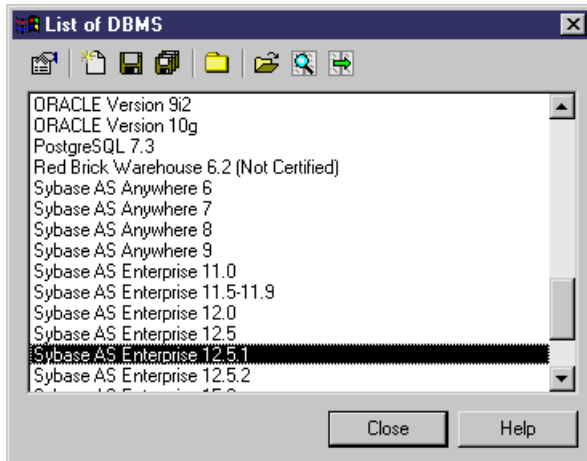 List of DBMS
ORACLE Version 9i2
ORACLE Version 10g
PostgreSQL 7.3
Red Brick Warehouse 6.2 (Not Certified)
Sybase AS Anywhere 6
Sybase AS Anywhere 7
Sybase AS Anywhere 8
Sybase AS Anywhere 9
Sybase AS Enterprise 11.0
Sybase AS Enterprise 11.5-11.9
Sybase AS Enterprise 12.0
Sybase AS Enterprise 12.5
Sybase AS Enterprise 12.5.1
Sybase AS Enterprise 12.5.2
Close Help